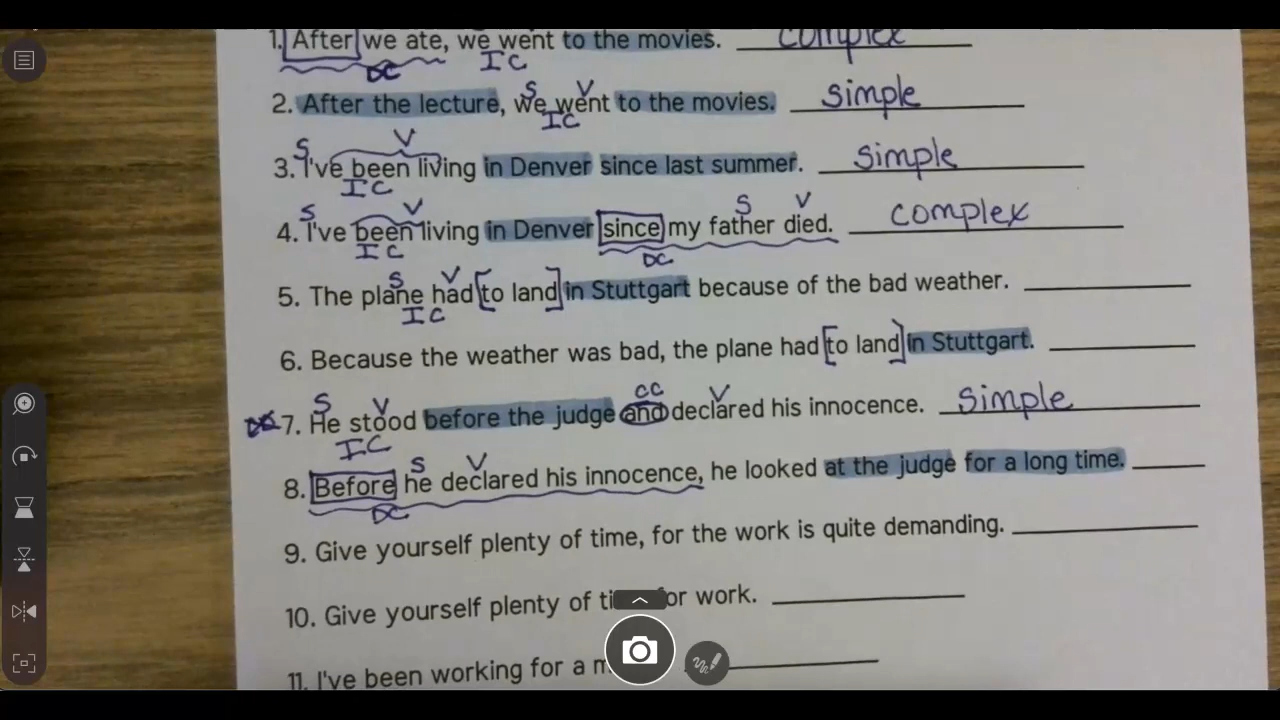 1. After we ate, we went to the movies. complex
DC IC
S V
2. After the lecture, we went to the movies. simple
IC
S V
3. I've been living in Denver since last summer. simple
IC
S V S V
4. I've been living in Denver since my father died. complex
IC DC
S V
5. The plane had [to land] in Stuttgart because of the bad weather.
IC
6. Because the weather was bad, the plane had [to land] in Stuttgart.
S V CC V
7. He stood before the judge and declared his innocence. simple
IC
S V
8. Before he declared his innocence, he looked at the judge for a long time.
DC
9. Give yourself plenty of time, for the work is quite demanding.
10. Give yourself plenty of for work.
11. I've been working for a